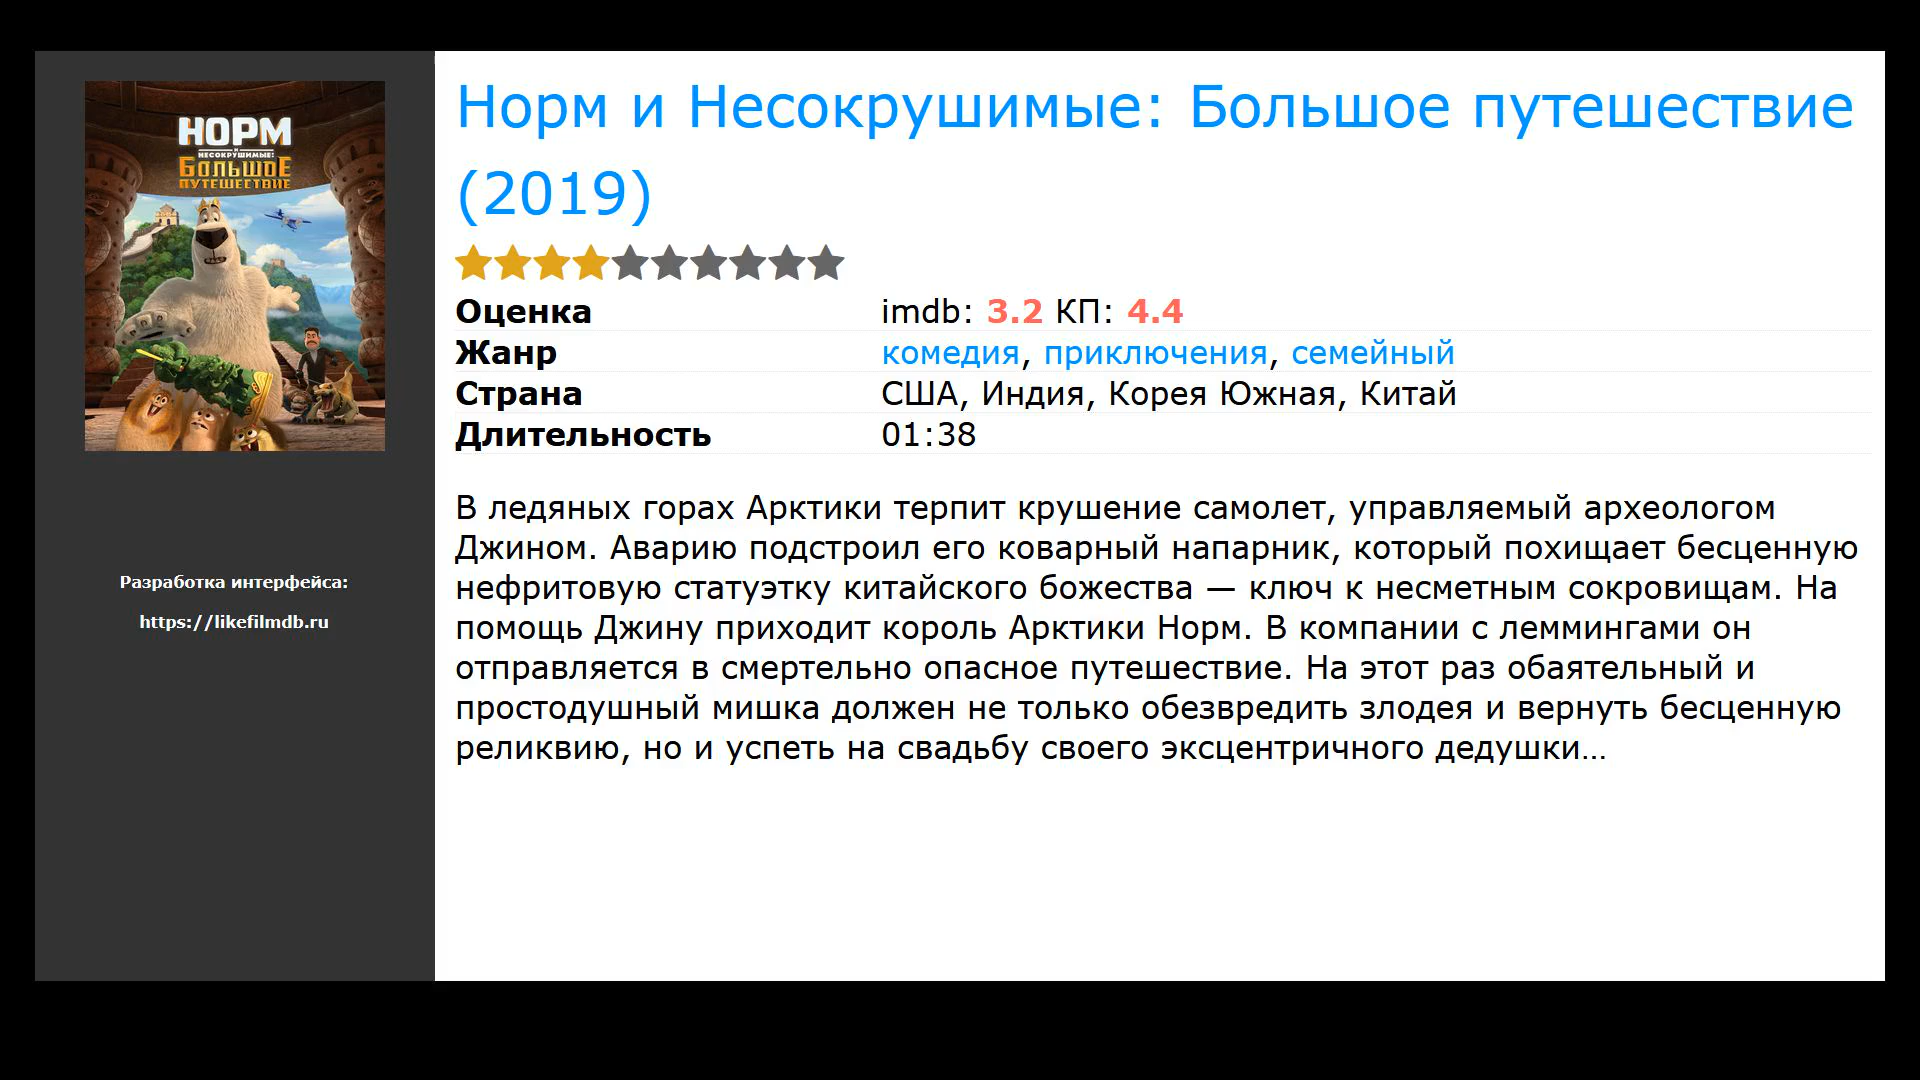 НОРМ
И
НЕСОКРУШИМЫЕ:
БОЛЬШОЕ
ПУТЕШЕСТВИЕ
Разработка интерфейса:
https://likefilmdb.ru
Норм и Несокрушимые: Большое путешествие
(2019)
Оценка imdb: 3.2 КП: 4.4
Жанр комедия, приключения, семейный
Страна США, Индия, Корея Южная, Китай
Длительность 01:38
В ледяных горах Арктики терпит крушение самолет, управляемый археологом
Джином. Аварию подстроил его коварный напарник, который похищает бесценную
нефритовую статуэтку китайского божества — ключ к несметным сокровищам. На
помощь Джину приходит король Арктики Норм. В компании с леммингами он
отправляется в смертельно опасное путешествие. На этот раз обаятельный и
простодушный мишка должен не только обезвредить злодея и вернуть бесценную
реликвию, но и успеть на свадьбу своего эксцентричного дедушки…